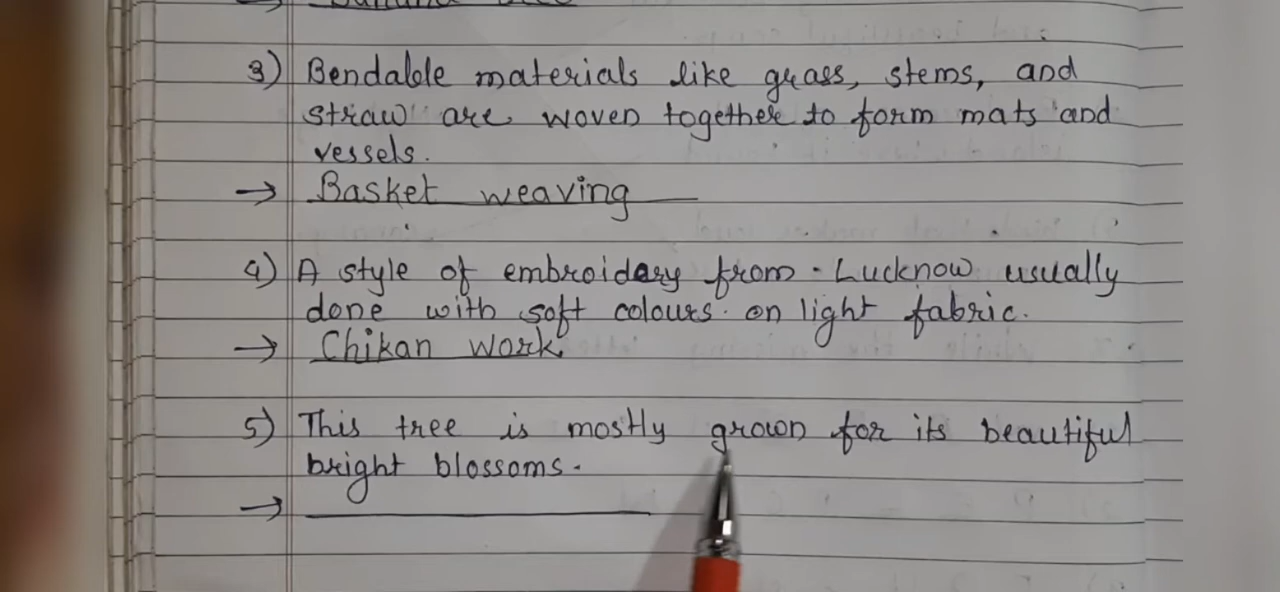 3) Bendable materials like grass, stems, and
straw are woven together to form mats and
vessels.
→ Basket weaving
4) A style of embroidery from Lucknow usually
done with soft colours on light fabric.
→ Chikan work
5) This tree is mostly grown for its beautiful
bright blossoms.
→